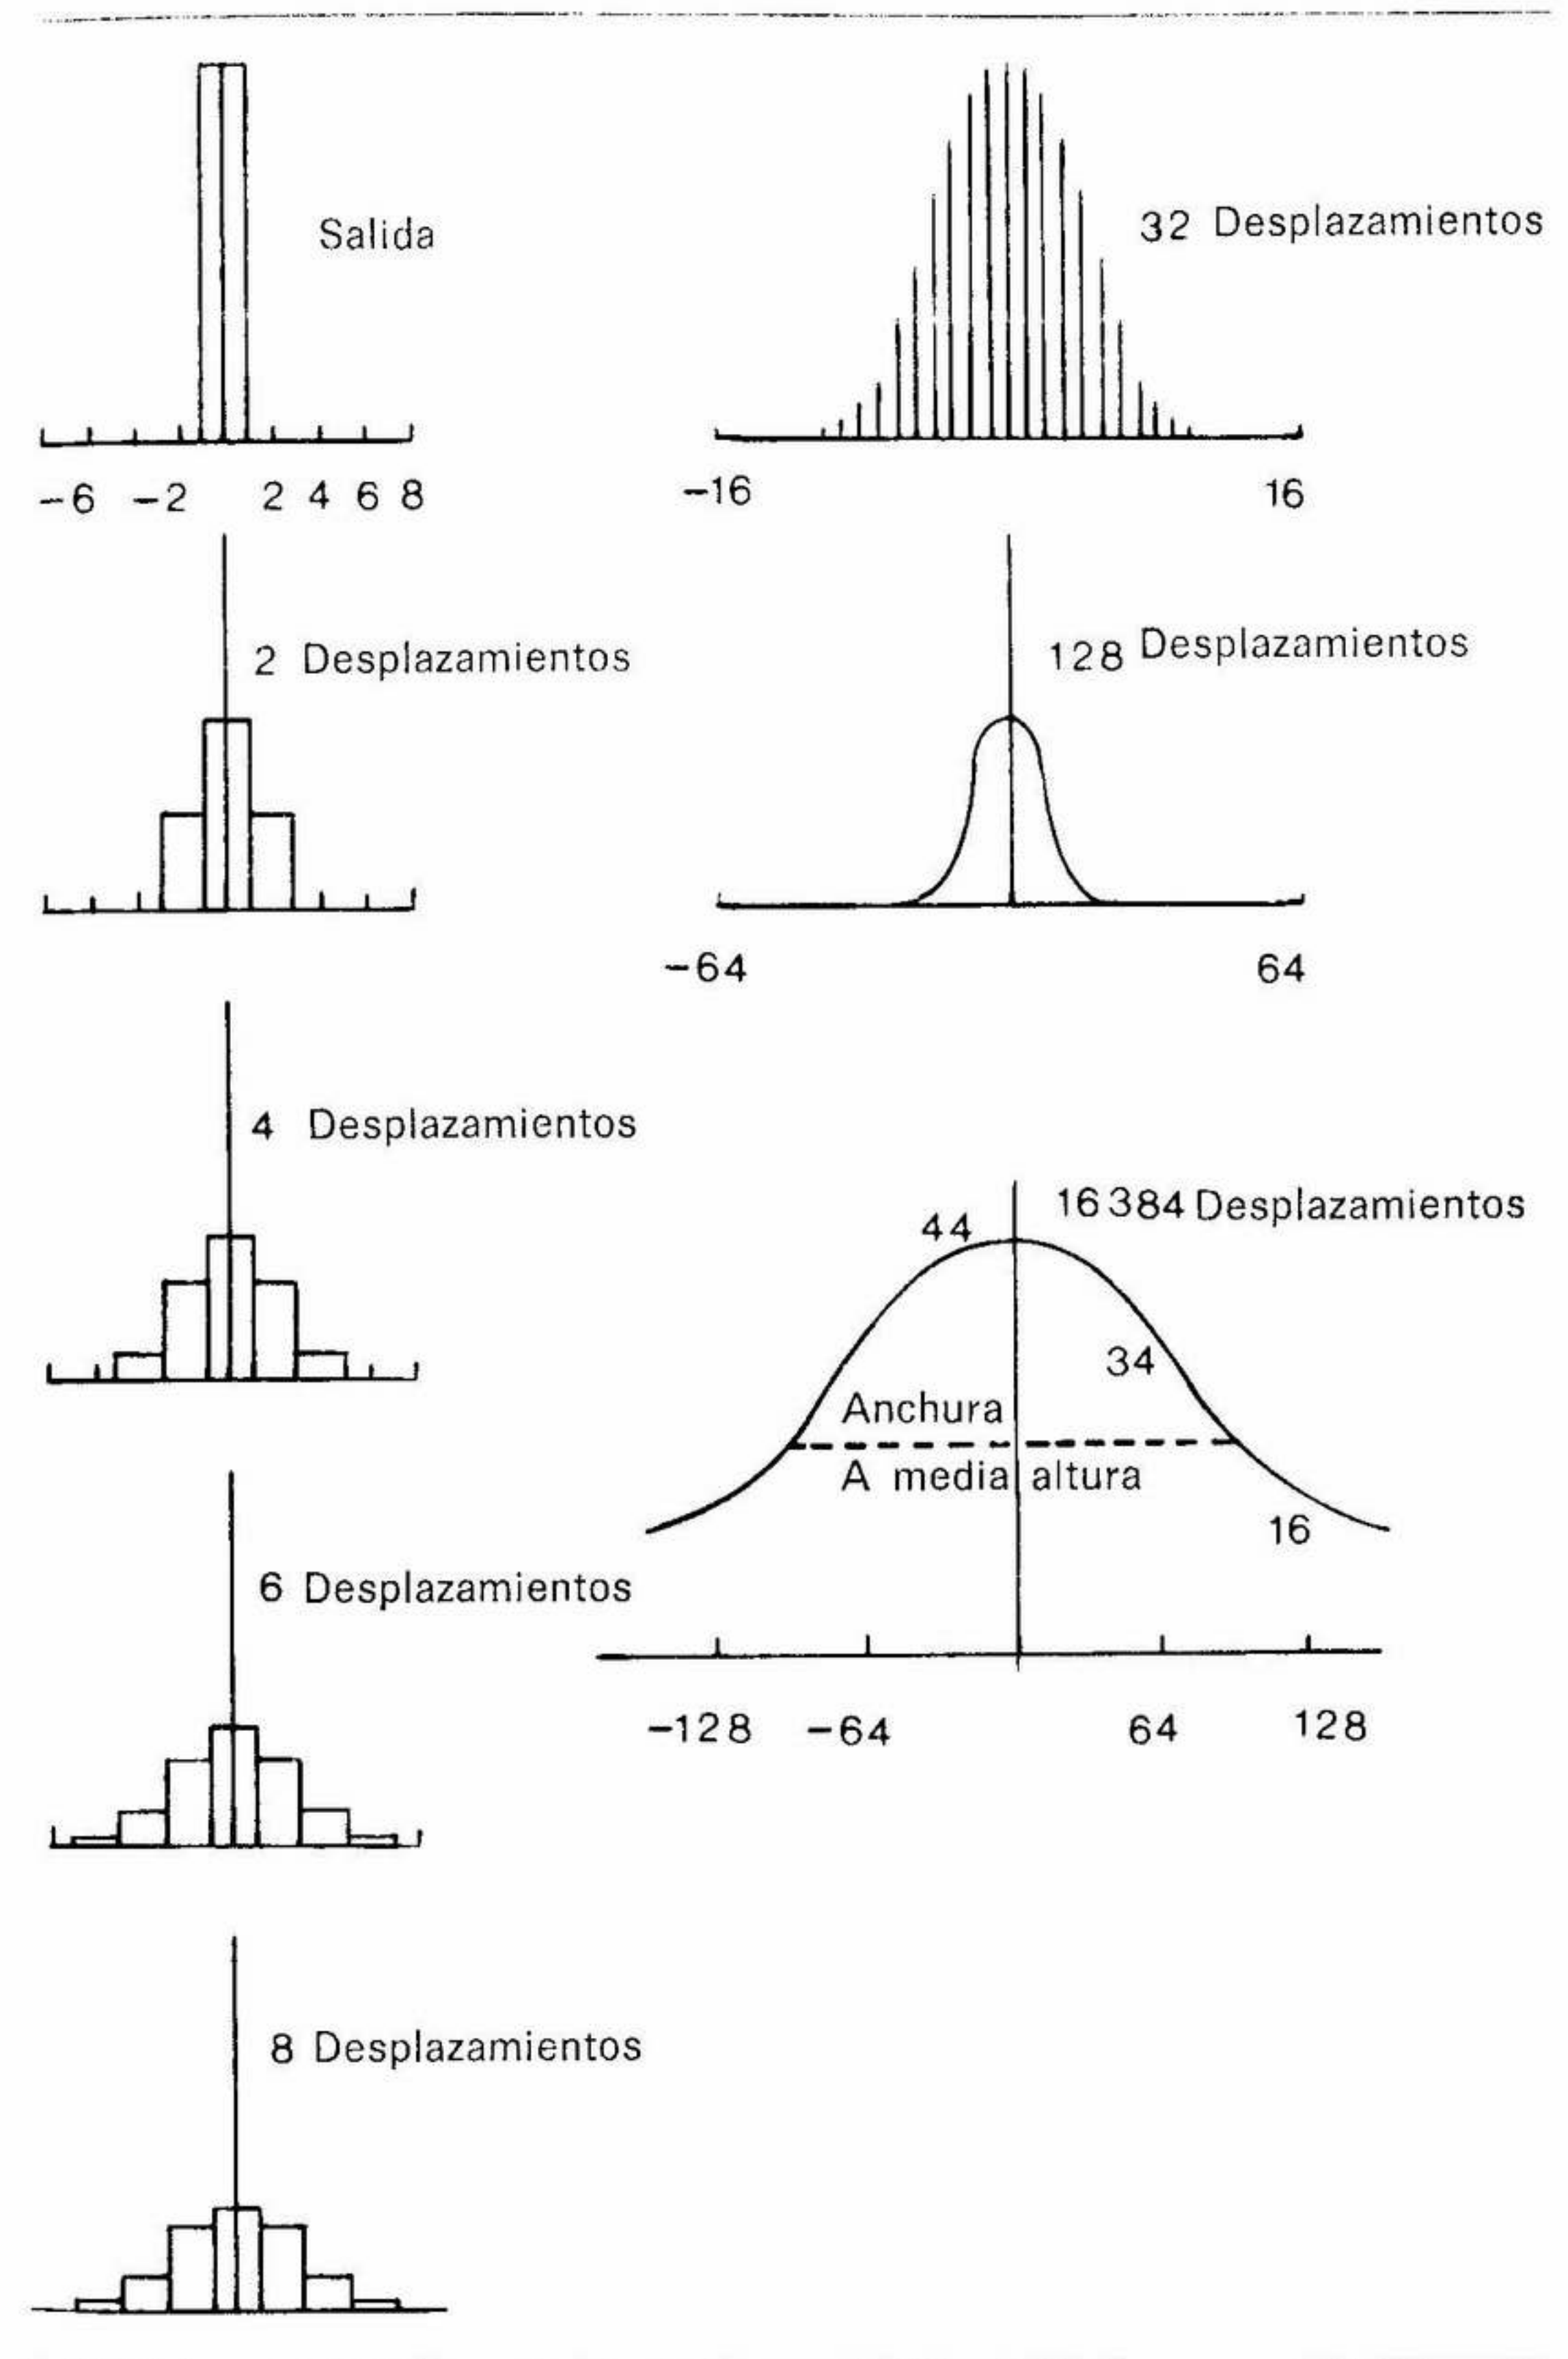 Salida
-6 -2 2 4 6 8
32 Desplazamientos
-16 16
2 Desplazamientos
128 Desplazamientos
-64 64
4 Desplazamientos
44
16384 Desplazamientos
34
Anchura
A media altura
16
-128 -64 64 128
6 Desplazamientos
8 Desplazamientos